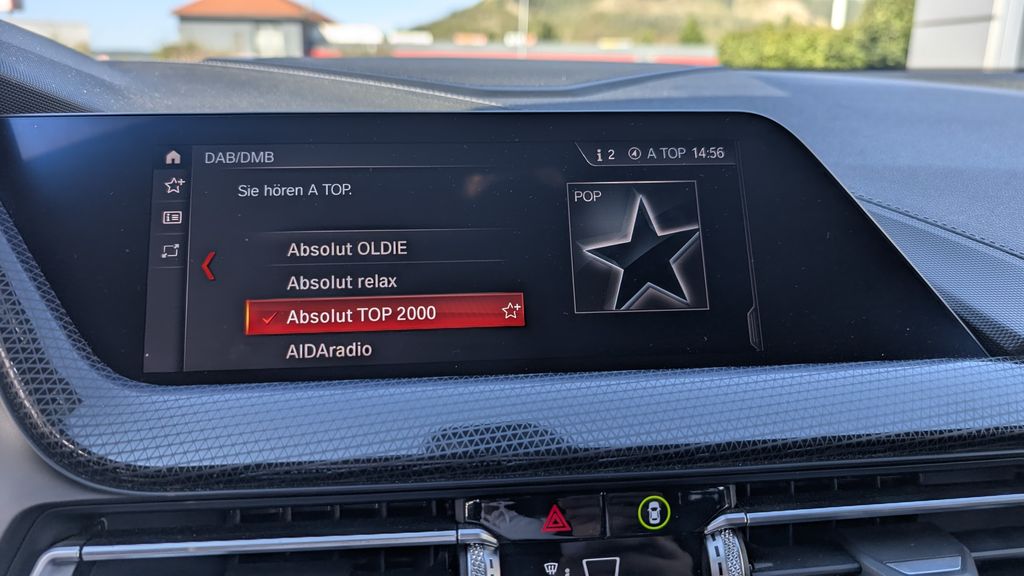 DAB/DMB
2 A TOP 14:56
Sie hören A TOP.
POP
Absolut OLDIE
Absolut relax
Absolut TOP 2000
AIDAradio